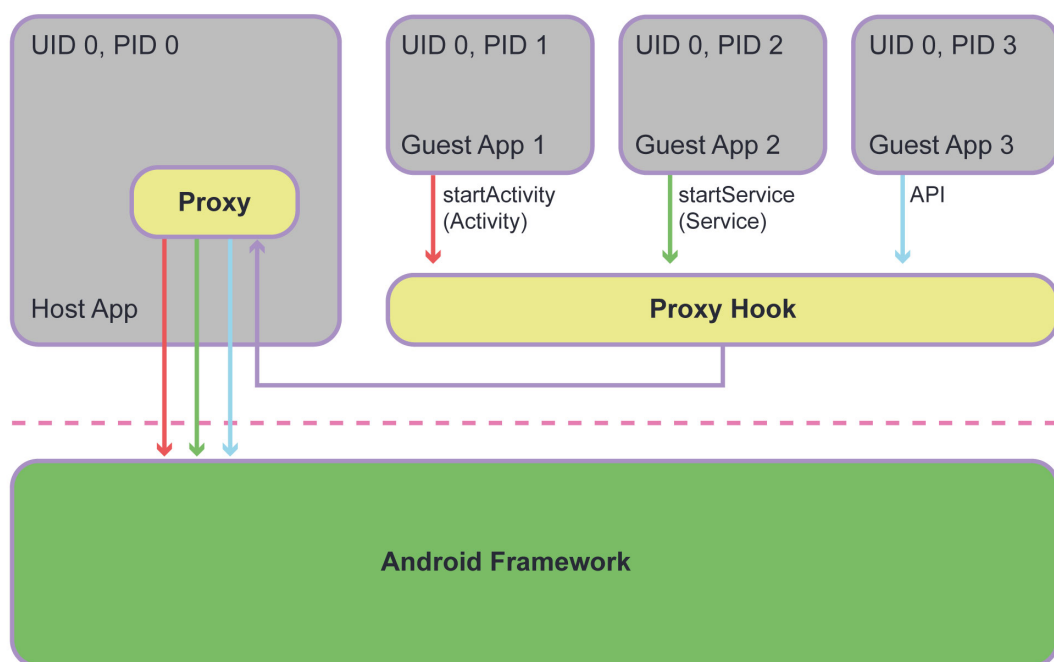 UID 0, PID 0
Proxy
Host App
UID 0, PID 1
Guest App 1
UID 0, PID 2
Guest App 2
UID 0, PID 3
Guest App 3
startActivity
(Activity)
startService
(Service)
API
Proxy Hook
Android Framework